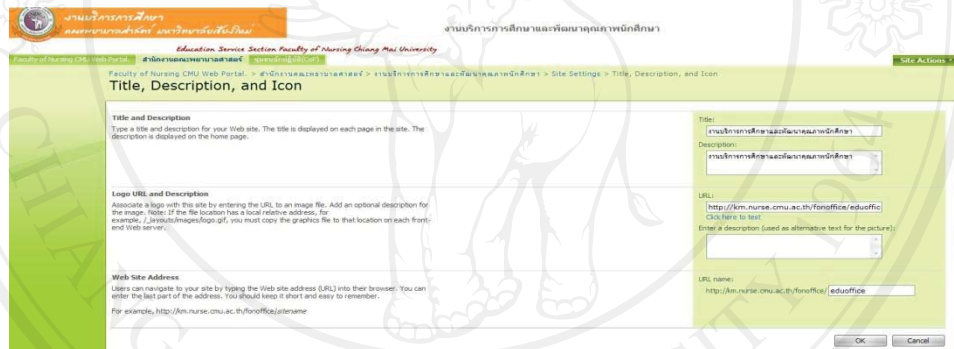 งานบริการการศึกษา
คณะพยาบาลศาสตร์ มหาวิทยาลัยเชียงใหม่
งานบริการการศึกษาและพัฒนาคุณภาพนักศึกษา
Education Service Section Faculty of Nursing Chiang Mai University
Faculty of Nursing CMU Web Portal. สำนักงานคณะพยาบาลศาสตร์ Site Actions
Faculty of Nursing CMU Web Portal. > สำนักงานคณะพยาบาลศาสตร์ > งานบริการการศึกษาและพัฒนาคุณภาพนักศึกษา > Site Settings > Title, Description, and Icon
Title, Description, and Icon
Title and Description
Type a title and description for your Web site. The title is displayed on each page in the site. The
description is displayed on the home page.
Title:
งานบริการการศึกษาและพัฒนาคุณภาพนักศึกษา
Description:
งานบริการการศึกษาและพัฒนาคุณภาพนักศึกษา
Logo URL and Description
Associate a logo with this site by entering the URL to an image file. Add an optional description for
the image. Note: If the file location has a local relative address, for
example, /_layouts/images/logo.gif, you must copy the graphics file to that location on each front-
end Web server.
URL:
http://km.nurse.cmu.ac.th/fonoffice/eduoffic
Click here to test
Enter a description (used as alternative text for the picture):
Web Site Address
Users can navigate to your site by typing the Web site address (URL) into their browser. You can
enter the last part of the address. You should keep it short and easy to remember.
For example, http://km.nurse.cmu.ac.th/fonoffice/sitename
URL name:
http://km.nurse.cmu.ac.th/fonoffice/ eduoffice
OK Cancel